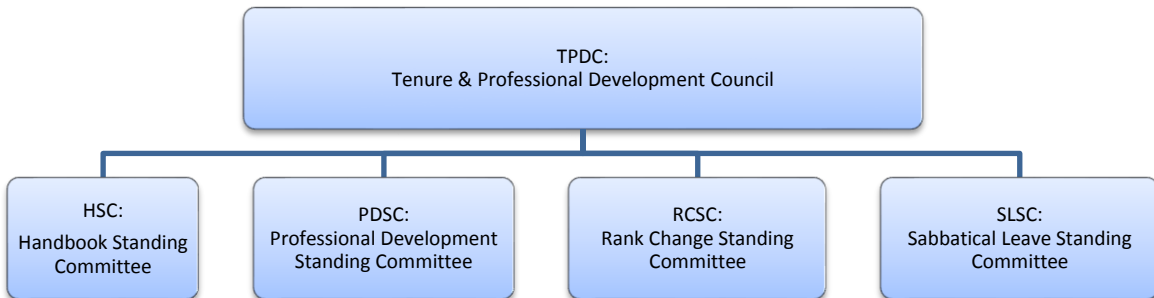 TPDC:
Tenure & Professional Development Council
HSC:
Handbook Standing
Committee
PDSC:
Professional Development
Standing Committee
RCSC:
Rank Change Standing
Committee
SLSC:
Sabbatical Leave Standing
Committee